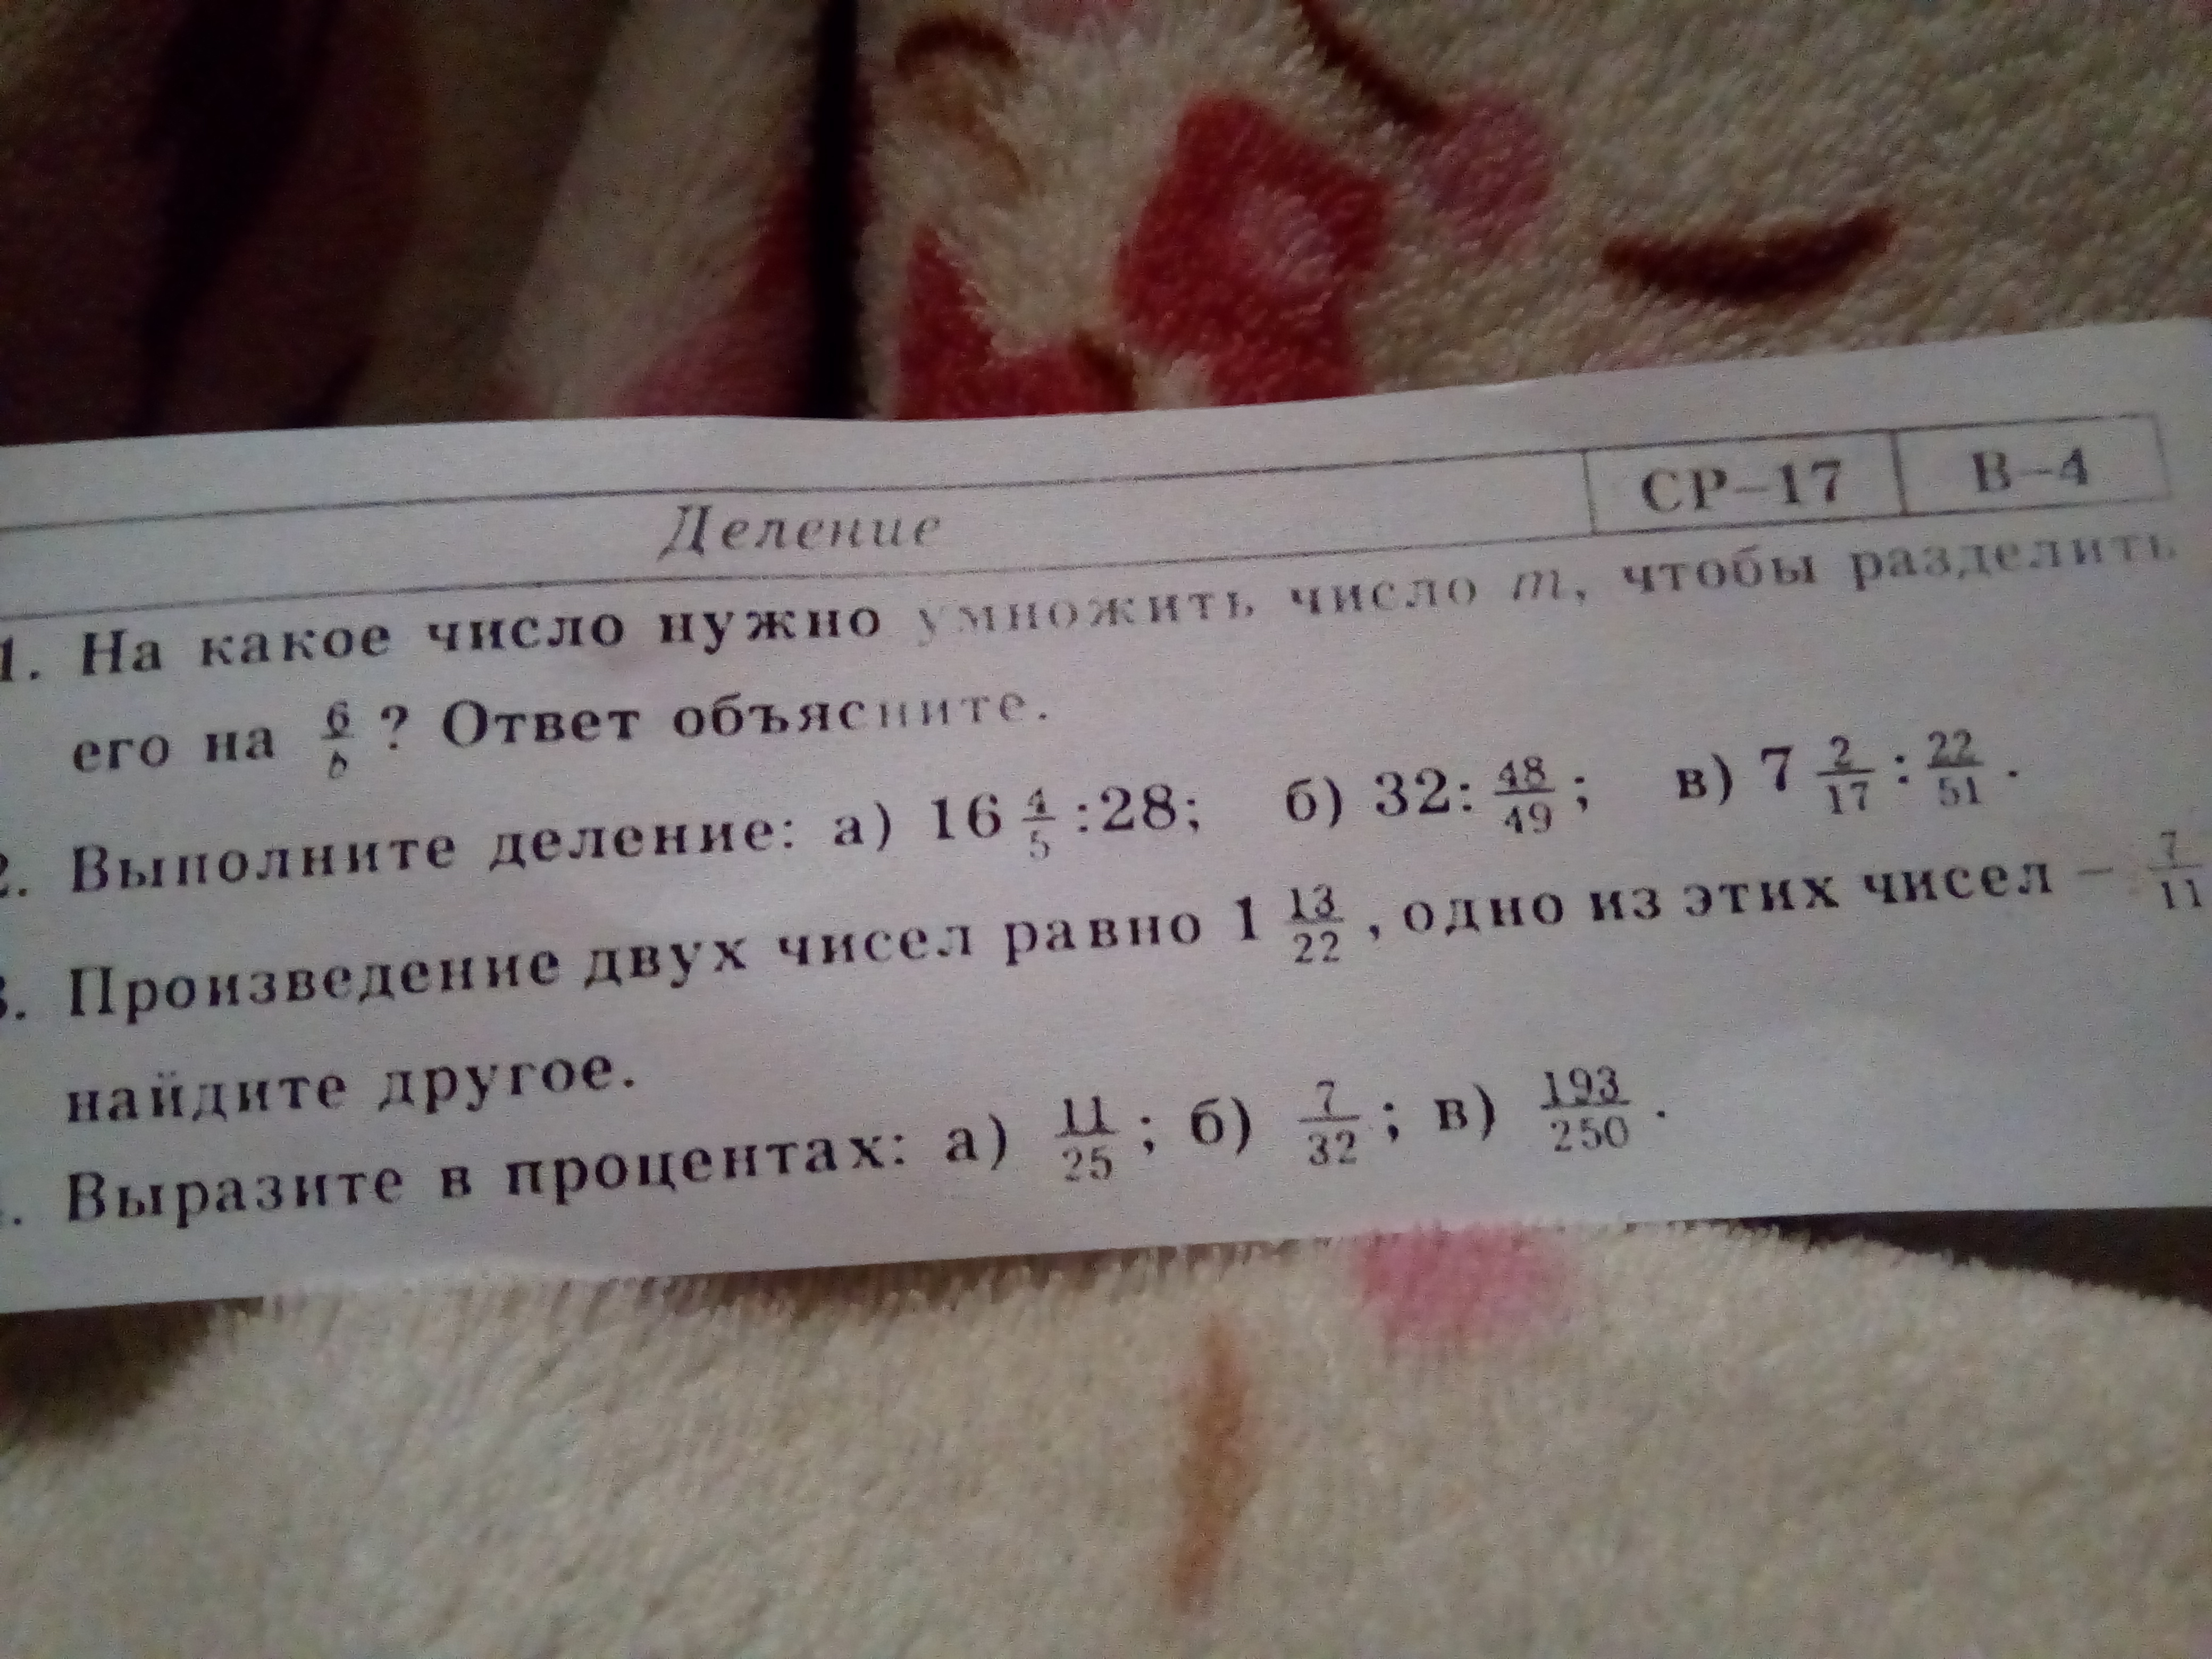 Деление СР–17 В–4
1. На какое число нужно умножить число m, чтобы разделить
его на 6/b ? Ответ объясните.
2. Выполните деление: а) 16 4/5 :28; б) 32: 48/49 ; в) 7 2/17 : 22/51 .
3. Произведение двух чисел равно 1 13/22 , одно из этих чисел – 7/11
найдите другое.
. Выразите в процентах: а) 11/25 ; б) 7/32 ; в) 193/250 .